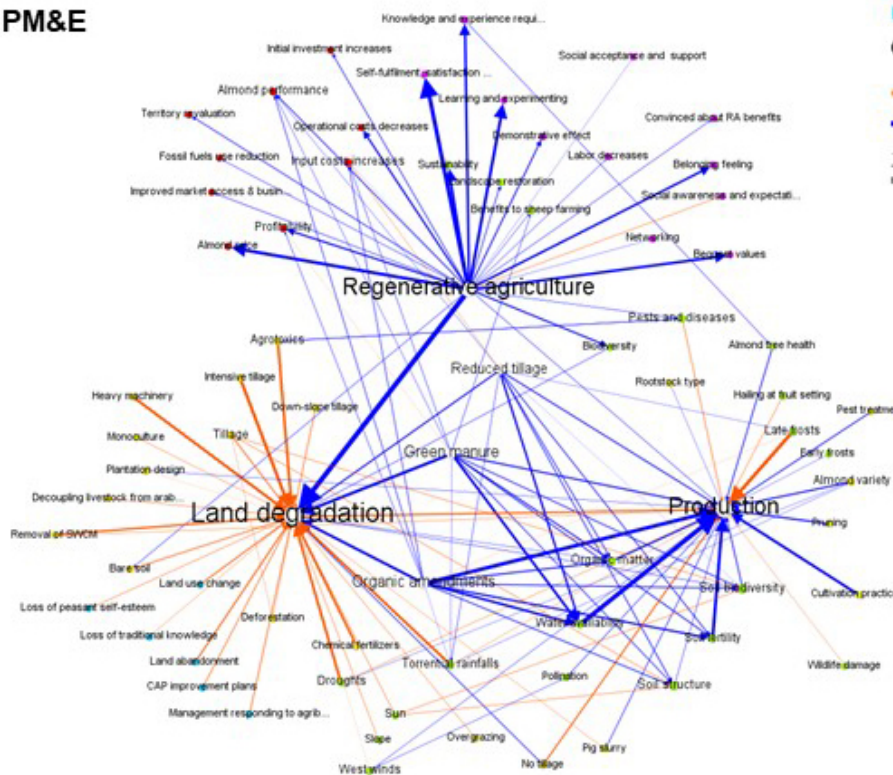 PM&E
Knowledge and experience requi...
Initial investment increases
Social acceptance and support
Self-fulfilment, satisfaction ...
Almond performance
Learning and experimenting
Territory revaluation
Operational costs decreases
Demonstrative effect
Convinced about RA benefits
Fossil fuels use reduction
Input costs increases
Sustainability
Labor decreases
Belonging feeling
Landscape restoration
Improved market access & busin...
Social awareness and expectati...
Benefits to sheep farming
Profitability
Networking
Almond price
values
Regenerative agriculture
Pests and diseases
Agrotoxics
Biodiversity
Almond tree health
Reduced tillage
Intensive tillage
Rootstock type
Heavy machinery
Hailing at fruit setting
Down-slope tillage
Pest treatme
Monoculture
Tillage
Late frosts
Green manure
Early frosts
Plantation design
Almond variety
Decoupling livestock from arab...
Land degradation
Production
Removal of SWCM
Pruning
Organic matter
Bare soil
Land use change
Organic amendments
Soil biodiversity
Cultivation practic
Loss of peasant self-esteem
Deforestation
Water availability
Loss of traditional knowledge
Chemical fertilizers
Soil fertility
Land abandonment
Torrential rainfalls
Wildlife damage
CAP improvement plans
Droughts
Pollination
Soil structure
Management responding to agrib...
Sun
Slope
Overgrazing
Pig slurry
West winds
No tillage